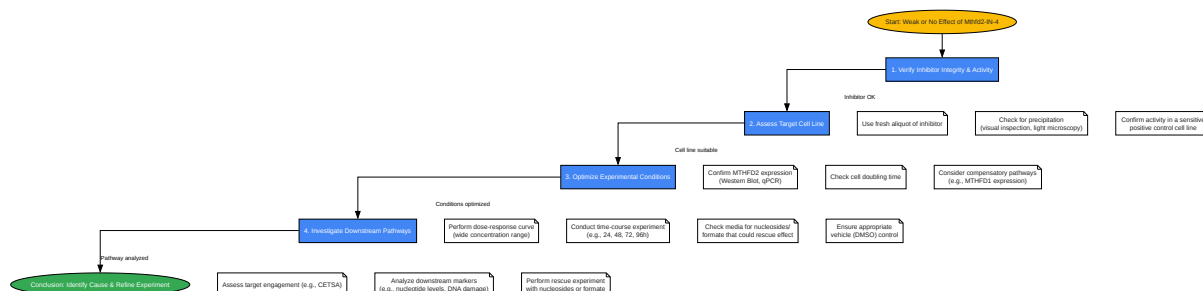 Start: Weak or No Effect of Mthfd2-IN-4
1. Verify Inhibitor Integrity & Activity
Inhibitor OK
2. Assess Target Cell Line
Use fresh aliquot of inhibitor
Check for precipitation
(visual inspection, light microscopy)
Confirm activity in a sensitive
positive control cell line
Cell line suitable
3. Optimize Experimental Conditions
Confirm MTHFD2 expression
(Western Blot, qPCR)
Check cell doubling time
Consider compensatory pathways
(e.g., MTHFD1 expression)
Conditions optimized
4. Investigate Downstream Pathways
Perform dose-response curve
(wide concentration range)
Conduct time-course experiment
(e.g., 24, 48, 72, 96h)
Check media for nucleosides/
formate that could rescue effect
Ensure appropriate
vehicle (DMSO) control
Pathway analyzed
Conclusion: Identify Cause & Refine Experiment
Assess target engagement (e.g., CETSA)
Analyze downstream markers
(e.g., nucleotide levels, DNA damage)
Perform rescue experiment
with nucleosides or formate